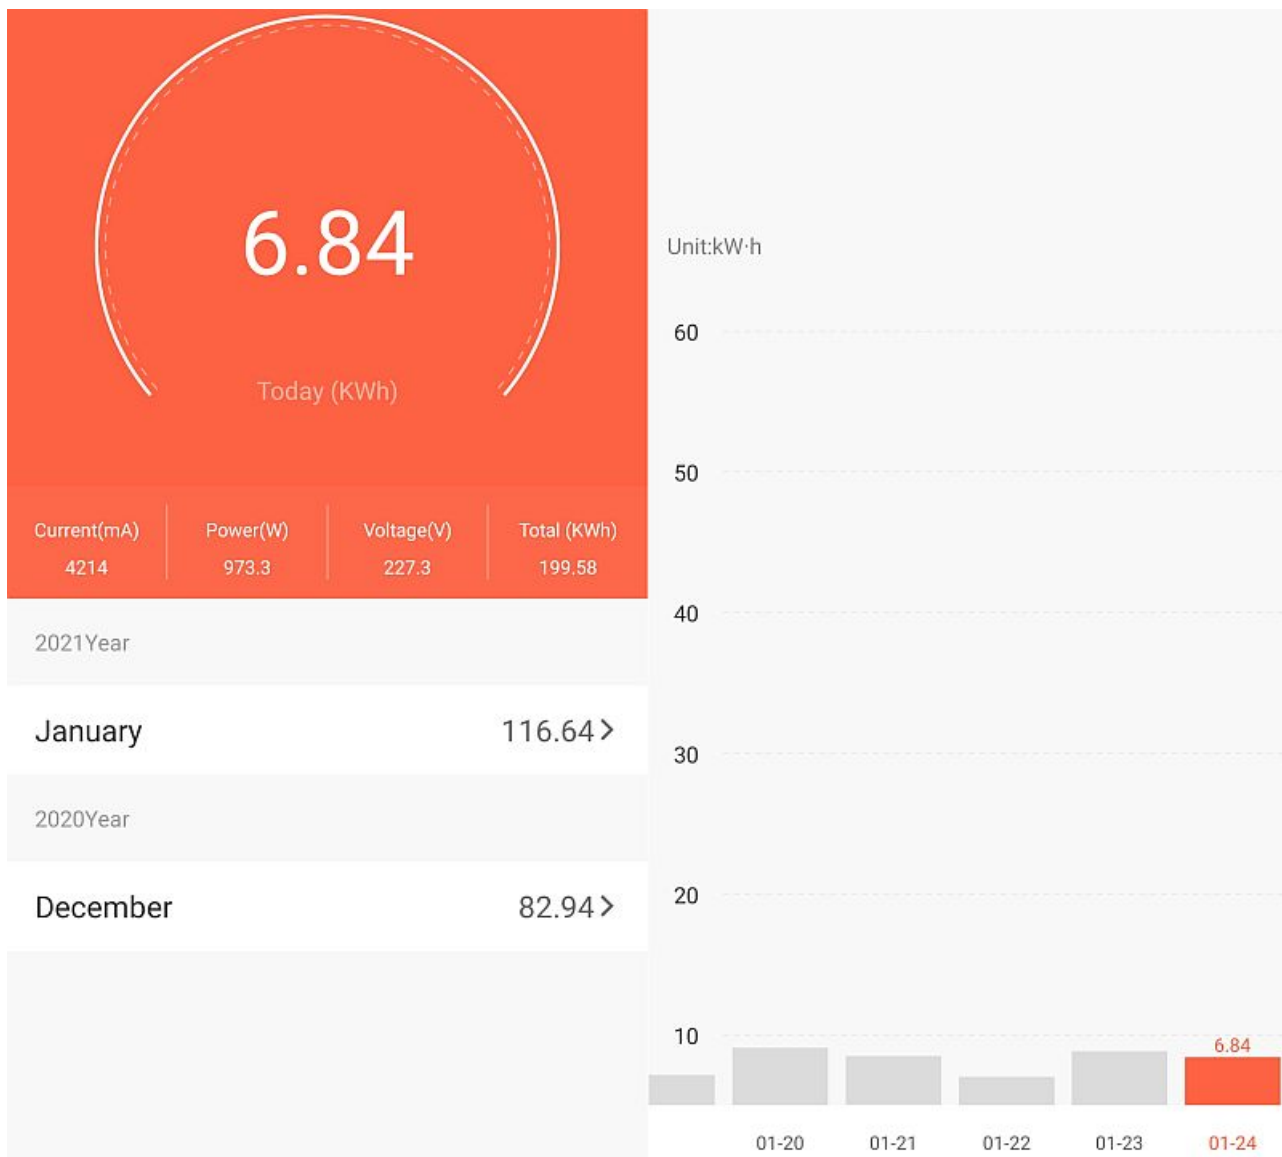 6.84
Today (KWh)
Current(mA) Power(W) Voltage(V) Total (KWh)
4214 973.3 227.3 199.58
2021Year
January 116.64
2020Year
December 82.94
Unit:kW·h
60
50
40
30
20
10
6.84
01-20 01-21 01-22 01-23 01-24